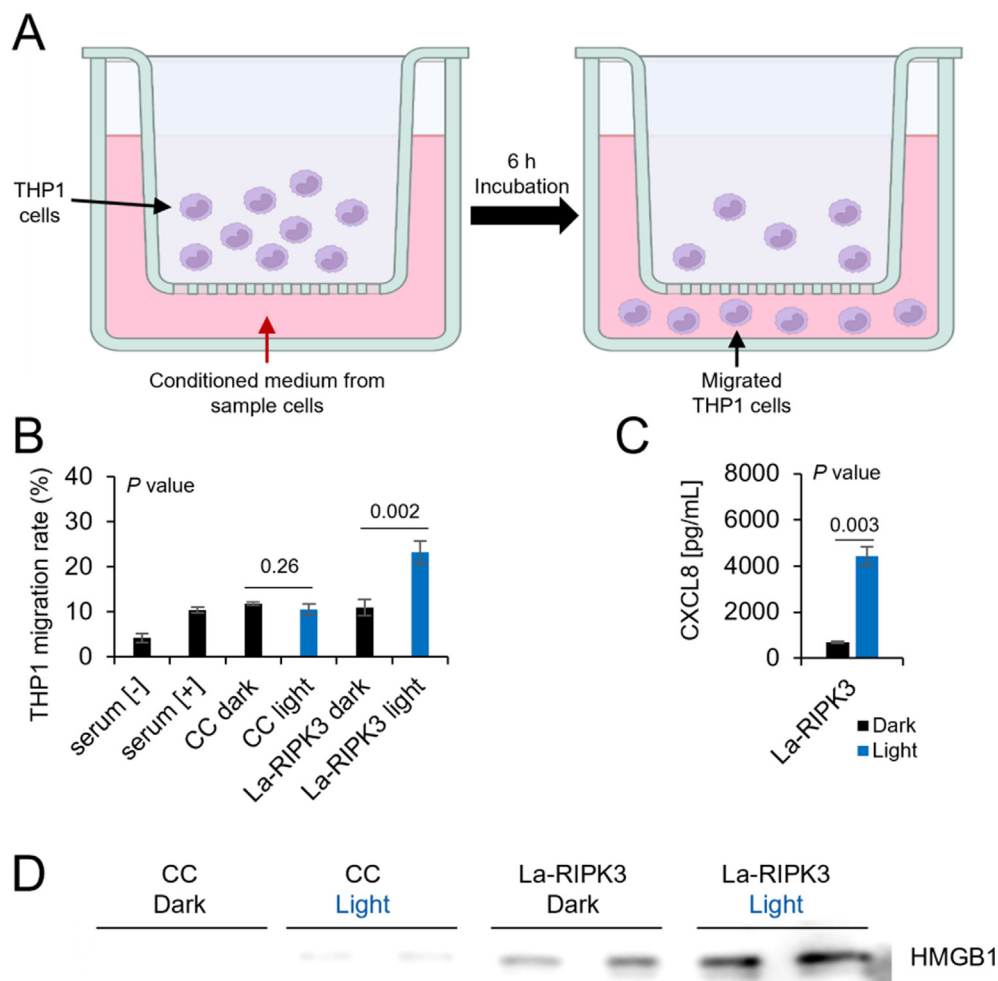 A
THP1
cells
6 h
Incubation
Conditioned medium from
sample cells
Migrated
THP1 cells
B
THP1 migration rate (%)
40
30
20
10
0
P value
0.26
0.002
serum [-]
serum [+]
CC dark
CC light
La-RIPK3 dark
La-RIPK3 light
C
CXCL8 [pg/mL]
8000
6000
4000
2000
0
P value
0.003
La-RIPK3
Dark
Light
D
CC
Dark
CC
Light
La-RIPK3
Dark
La-RIPK3
Light
HMGB1